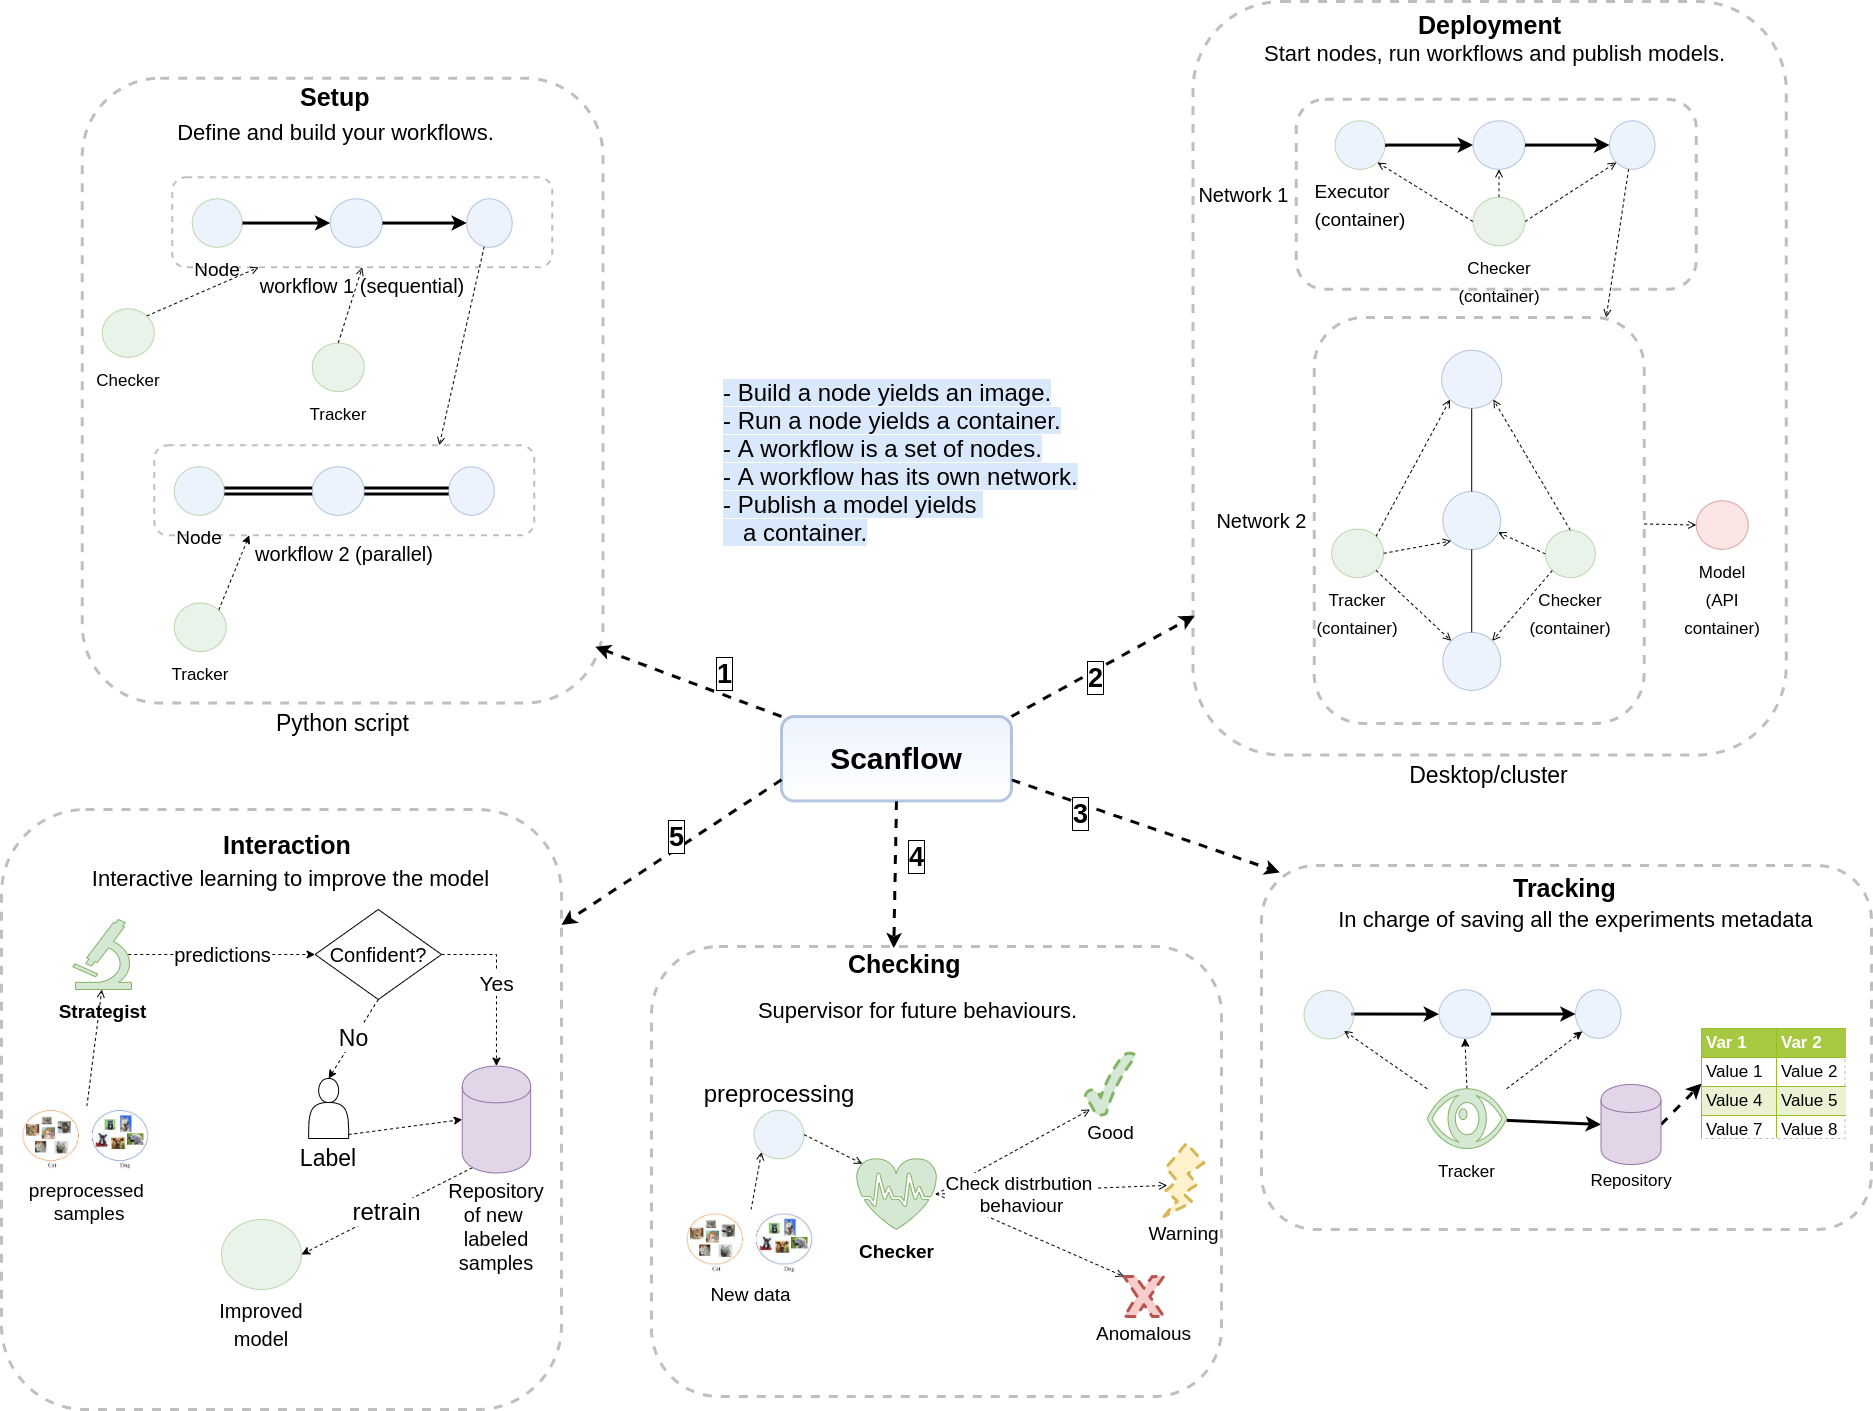 Setup
Define and build your workflows.
Node
workflow 1 (sequential)
Checker
Tracker
Node
workflow 2 (parallel)
Tracker
Python script
Deployment
Start nodes, run workflows and publish models.
Network 1
Executor
(container)
Checker
(container)
Network 2
Tracker
(container)
Checker
(container)
Model
(API
container)
Desktop/cluster
- Build a node yields an image.
- Run a node yields a container.
- A workflow is a set of nodes.
- A workflow has its own network.
- Publish a model yields
a container.
1
2
Scanflow
3
4
5
Interaction
Interactive learning to improve the model
predictions
Confident?
Yes
Strategist
No
Label
Cat
Dog
preprocessed
samples
Repository
of new
labeled
samples
retrain
Improved
model
Checking
Supervisor for future behaviours.
preprocessing
Good
Check distrbution
behaviour
Warning
Checker
Cat
Dog
New data
Anomalous
Tracking
In charge of saving all the experiments metadata
Var 1 Var 2
Value 1 Value 2
Value 4 Value 5
Value 7 Value 8
Tracker
Repository